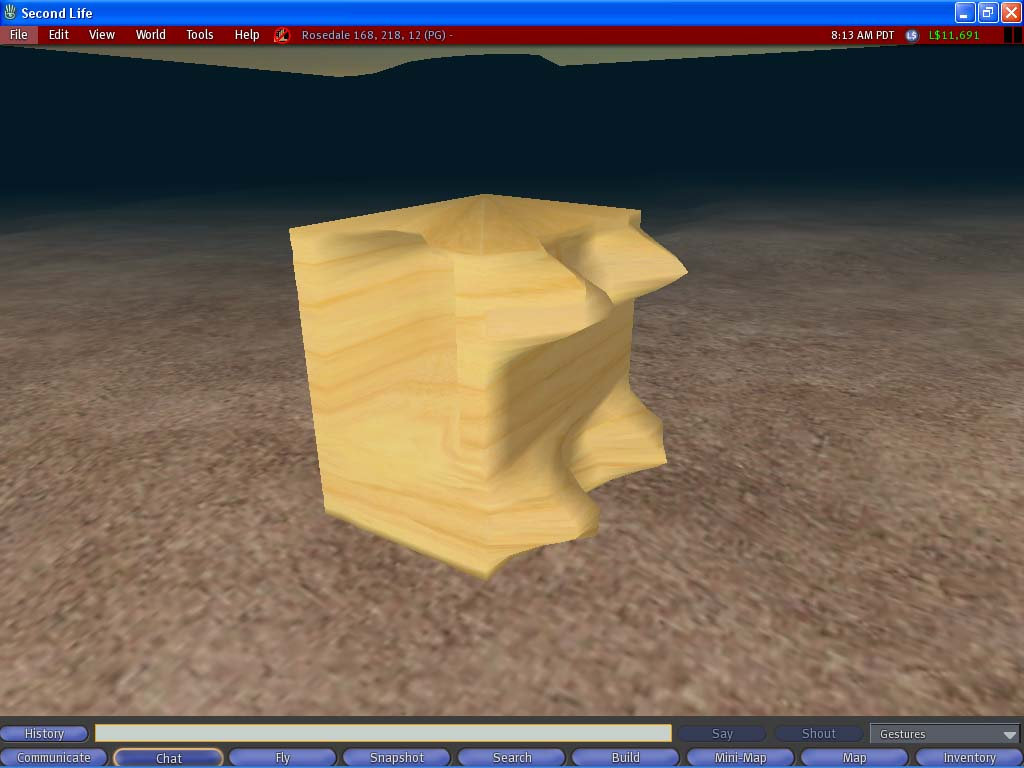 Second Life
File Edit View World Tools Help Rosedale 168, 218, 12 (PG) - 8:13 AM PDT L$ L$11,691
History Say Shout Gestures
Communicate Chat Fly Snapshot Search Build Mini-Map Map Inventory